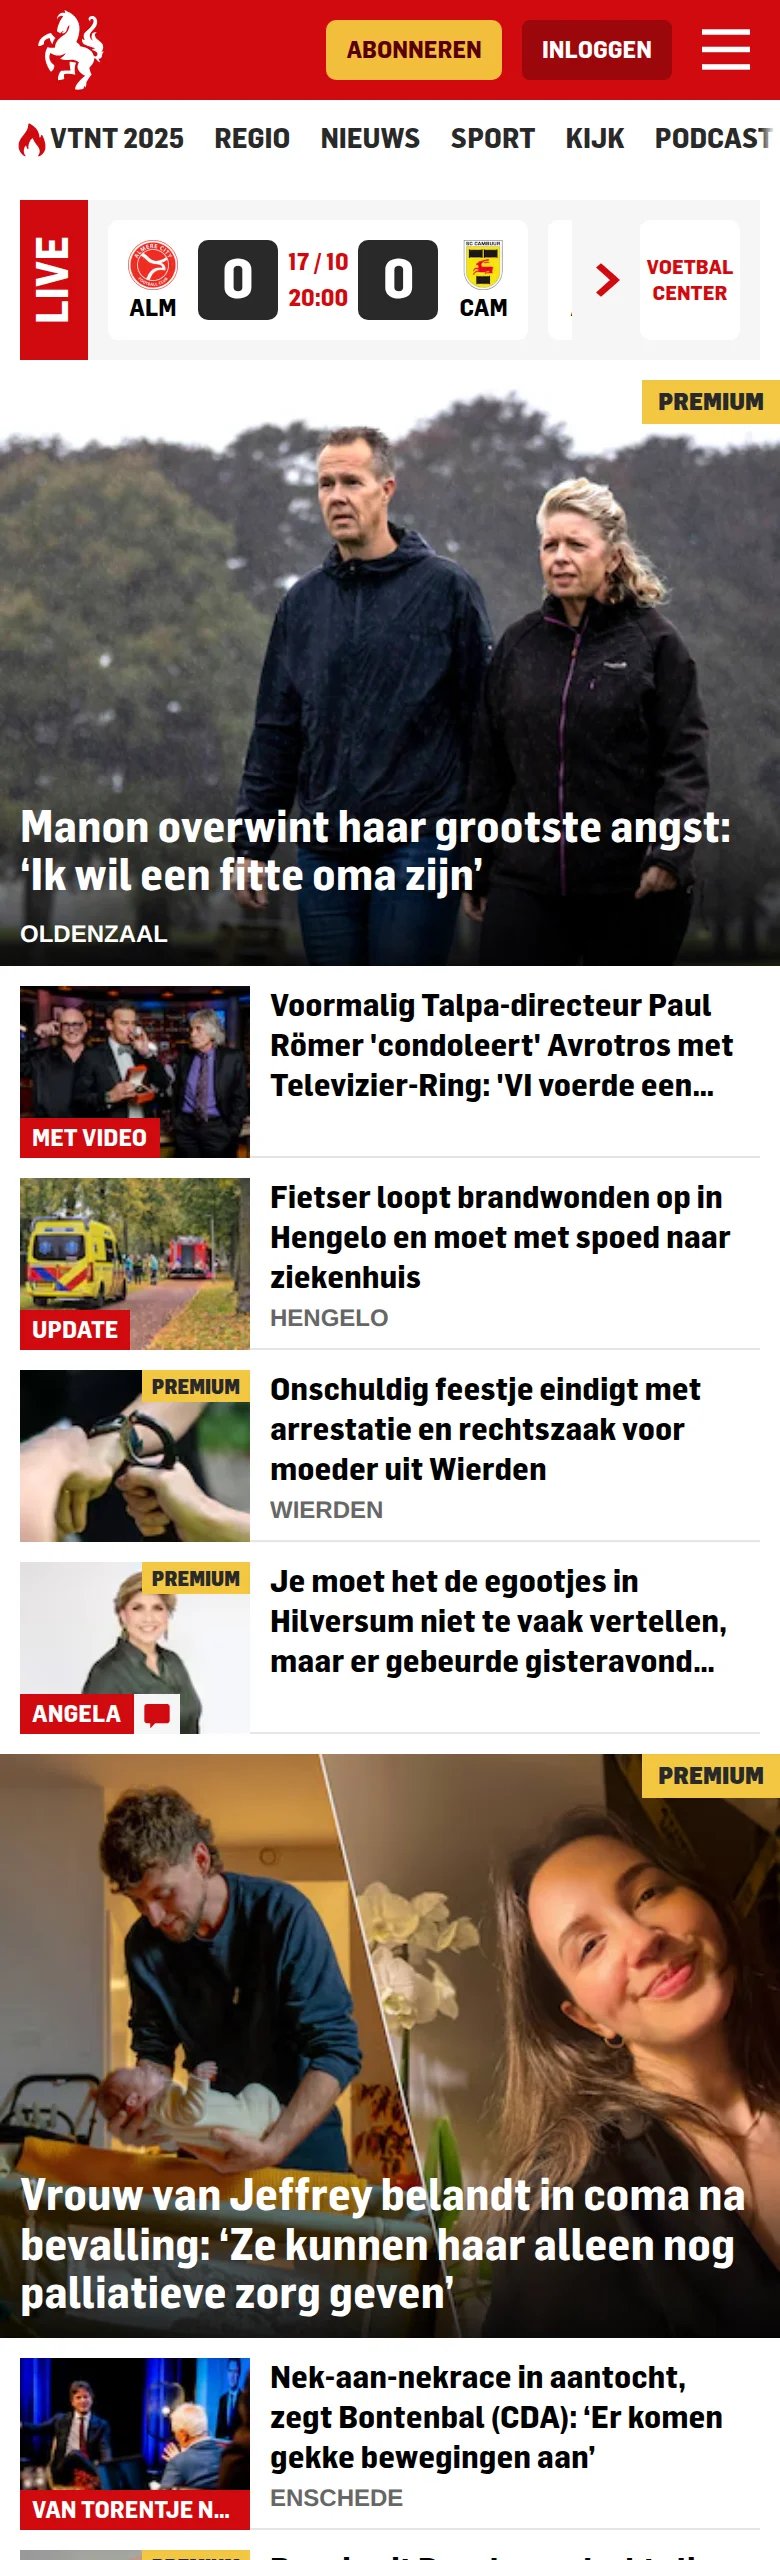 ABONNEREN
INLOGGEN
VTNT 2025 REGIO NIEUWS SPORT KIJK PODCAST
LIVE
ALM
0
17 / 10
20:00
0
SC CAMBUUR
CAM
VOETBAL
CENTER
PREMIUM
Manon overwint haar grootste angst:
‘Ik wil een fitte oma zijn’
OLDENZAAL
Voormalig Talpa-directeur Paul
Römer 'condoleert' Avrotros met
Televizier-Ring: 'VI voerde een...
MET VIDEO
Fietser loopt brandwonden op in
Hengelo en moet met spoed naar
ziekenhuis
HENGELO
UPDATE
PREMIUM
Onschuldig feestje eindigt met
arrestatie en rechtszaak voor
moeder uit Wierden
WIERDEN
PREMIUM
Je moet het de egootjes in
Hilversum niet te vaak vertellen,
maar er gebeurde gisteravond...
ANGELA
PREMIUM
Vrouw van Jeffrey belandt in coma na
bevalling: ‘Ze kunnen haar alleen nog
palliatieve zorg geven’
Nek-aan-nekrace in aantocht,
zegt Bontenbal (CDA): ‘Er komen
gekke bewegingen aan’
ENSCHEDE
VAN TORENTJE N...